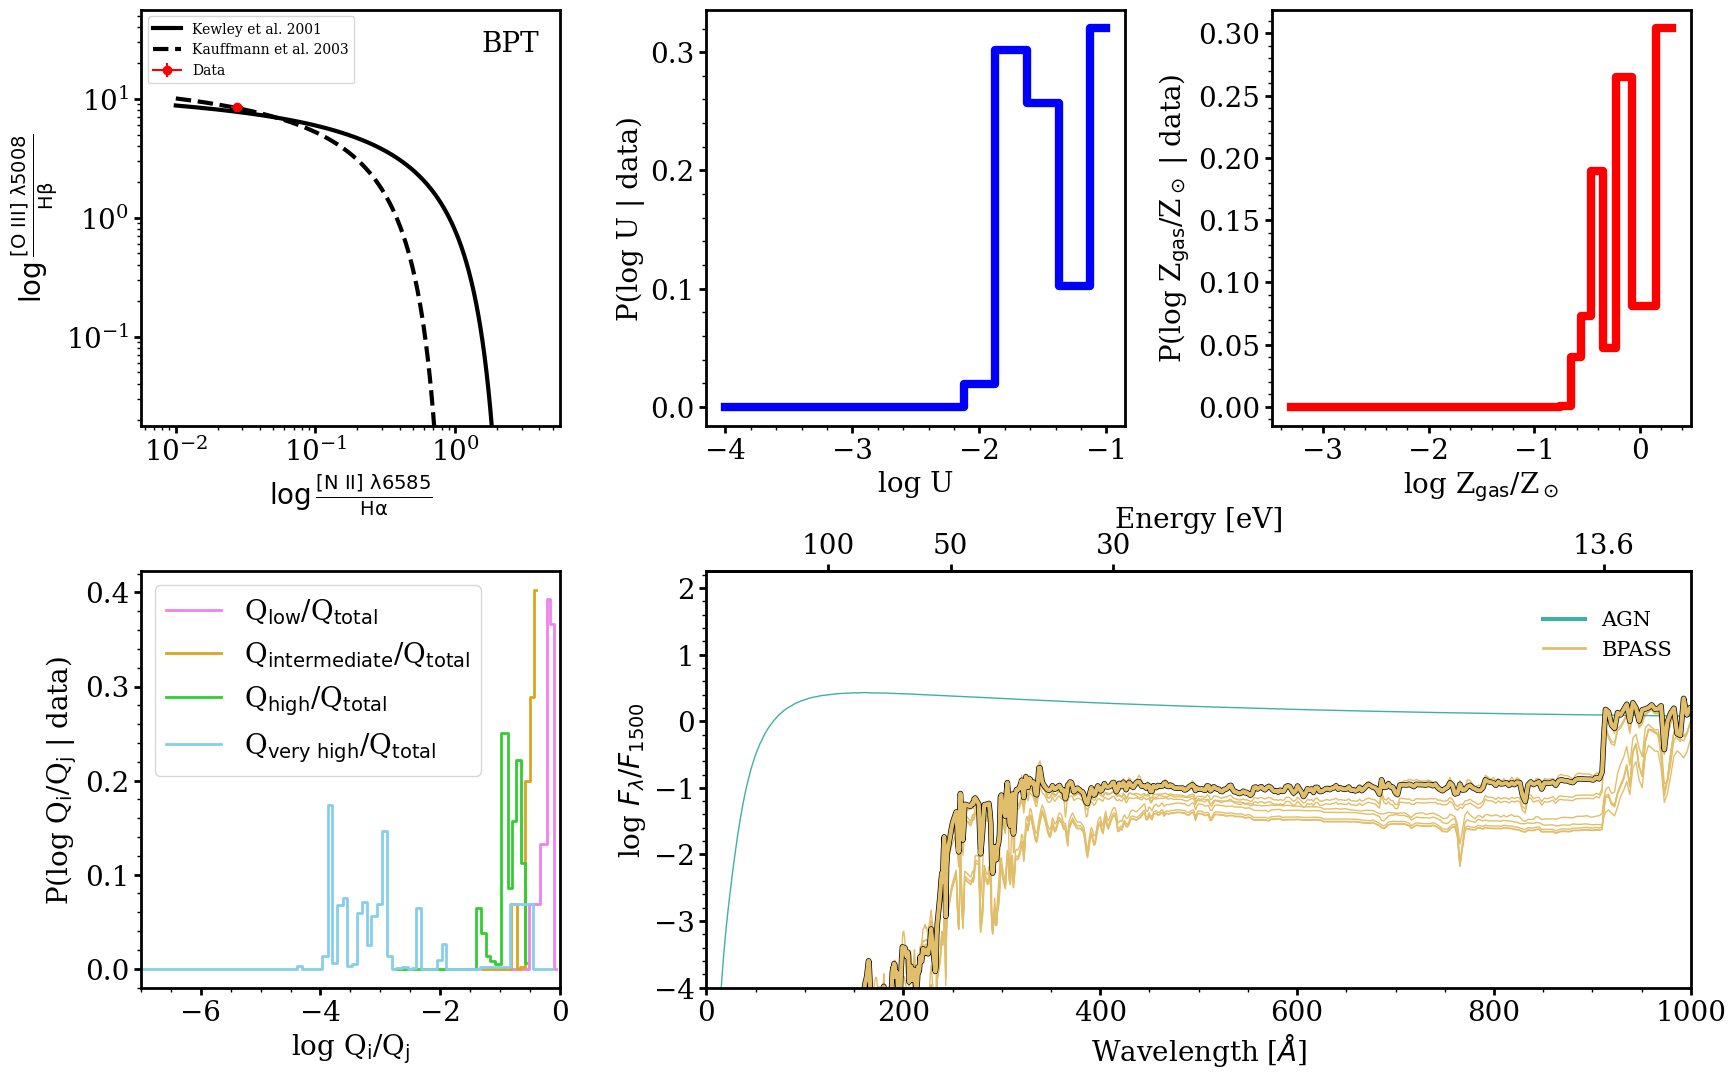 Kewley et al. 2001
Kauffmann et al. 2003
Data
BPT
10¹
10⁰
10⁻¹
10⁻² 10⁻¹ 10⁰
log [O III] λ5008 / Hβ
log [N II] λ6585 / Hα
P(log U | data)
0.3
0.2
0.1
0.0
−4 −3 −2 −1
log U
P(log Z_gas/Z_⊙ | data)
0.30
0.25
0.20
0.15
0.10
0.05
0.00
−3 −2 −1 0
log Z_gas/Z_⊙
P(log Q_i/Q_j | data)
0.4
0.3
0.2
0.1
0.0
Q_low/Q_total
Q_intermediate/Q_total
Q_high/Q_total
Q_very high/Q_total
−6 −4 −2 0
log Q_i/Q_j
Energy [eV]
100 50 30 13.6
log F_λ/F_1500
2
1
0
−1
−2
−3
−4
AGN
BPASS
0 200 400 600 800 1000
Wavelength [Å]